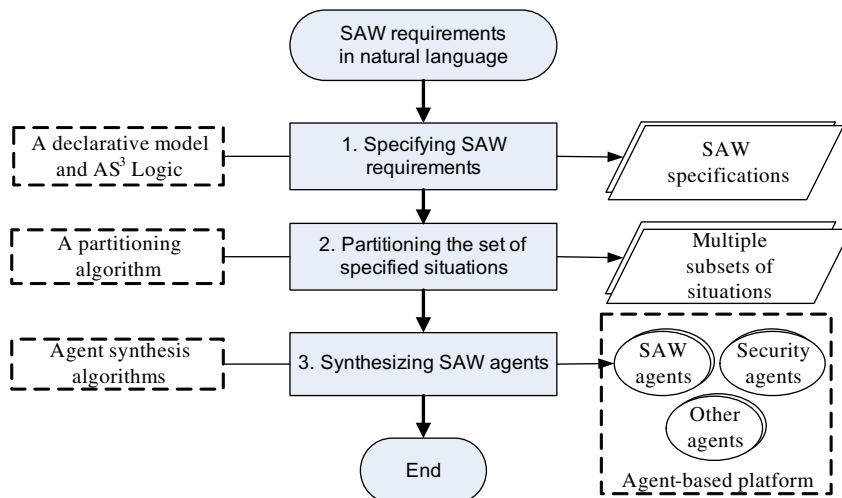 SAW requirements
in natural language
A declarative model
and AS³ Logic
1. Specifying SAW
requirements
SAW
specifications
A partitioning
algorithm
2. Partitioning the set of
specified situations
Multiple
subsets of
situations
Agent synthesis
algorithms
3. Synthesizing SAW agents
SAW
agents
Security
agents
Other
agents
Agent-based platform
End